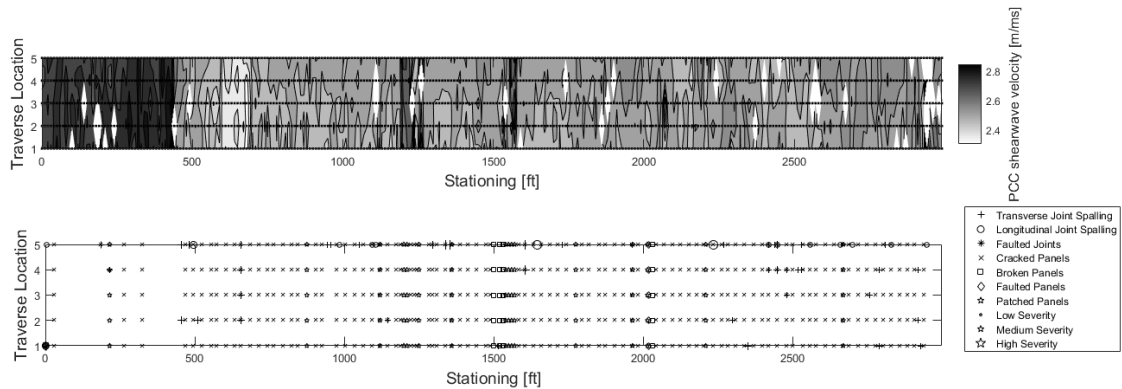 Traverse Location
5
4
3
2
1
0
500
1000
1500
2000
2500
Stationing [ft]
2.8
2.6
2.4
PCC shearwave velocity [m/ms]
Traverse Location
5
4
3
2
1
0
500
1000
1500
2000
2500
Stationing [ft]
Transverse Joint Spalling
Longitudinal Joint Spalling
Faulted Joints
Cracked Panels
Broken Panels
Faulted Panels
Patched Panels
Low Severity
Medium Severity
High Severity